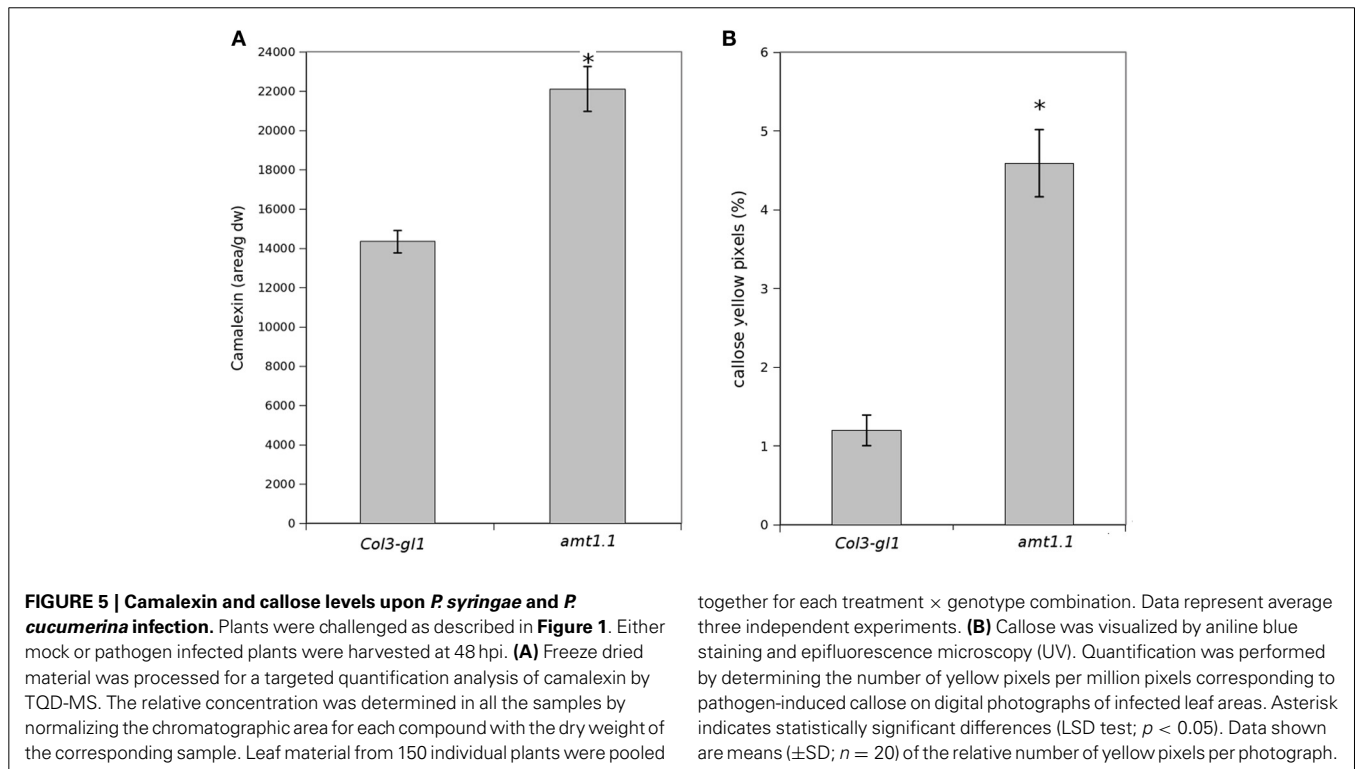 A
24000
22000
20000
18000
16000
14000
12000
10000
8000
6000
4000
2000
0
Camalexin (area/g dw)
*
Col3-gl1
amt1.1
B
6
5
4
3
2
1
0
callose yellow pixels (%)
*
Col3-gl1
amt1.1
FIGURE 5 | Camalexin and callose levels upon P. syringae and P.
cucumerina infection. Plants were challenged as described in Figure 1. Either
mock or pathogen infected plants were harvested at 48 hpi. (A) Freeze dried
material was processed for a targeted quantification analysis of camalexin by
TQD-MS. The relative concentration was determined in all the samples by
normalizing the chromatographic area for each compound with the dry weight of
the corresponding sample. Leaf material from 150 individual plants were pooled
together for each treatment × genotype combination. Data represent average
three independent experiments. (B) Callose was visualized by aniline blue
staining and epifluorescence microscopy (UV). Quantification was performed
by determining the number of yellow pixels per million pixels corresponding to
pathogen-induced callose on digital photographs of infected leaf areas. Asterisk
indicates statistically significant differences (LSD test; p < 0.05). Data shown
are means (±SD; n = 20) of the relative number of yellow pixels per photograph.